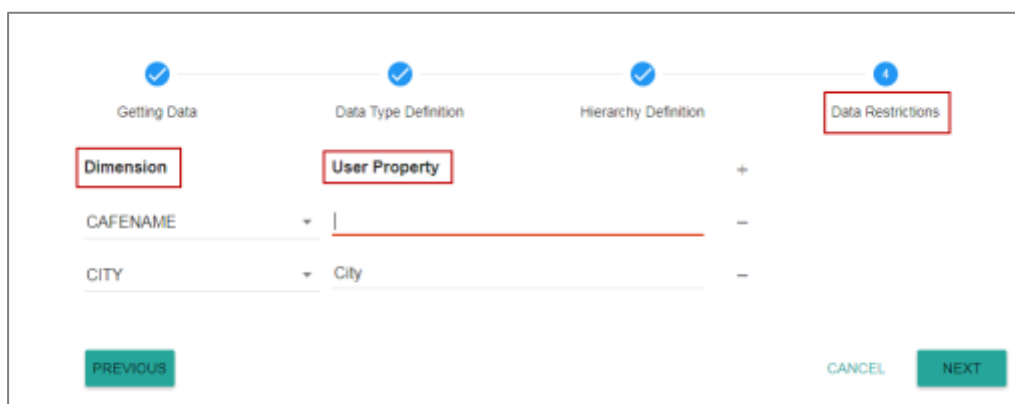 4
Getting Data Data Type Definition Hierarchy Definition Data Restrictions
Dimension User Property +
CAFENAME −
CITY City −
PREVIOUS CANCEL NEXT